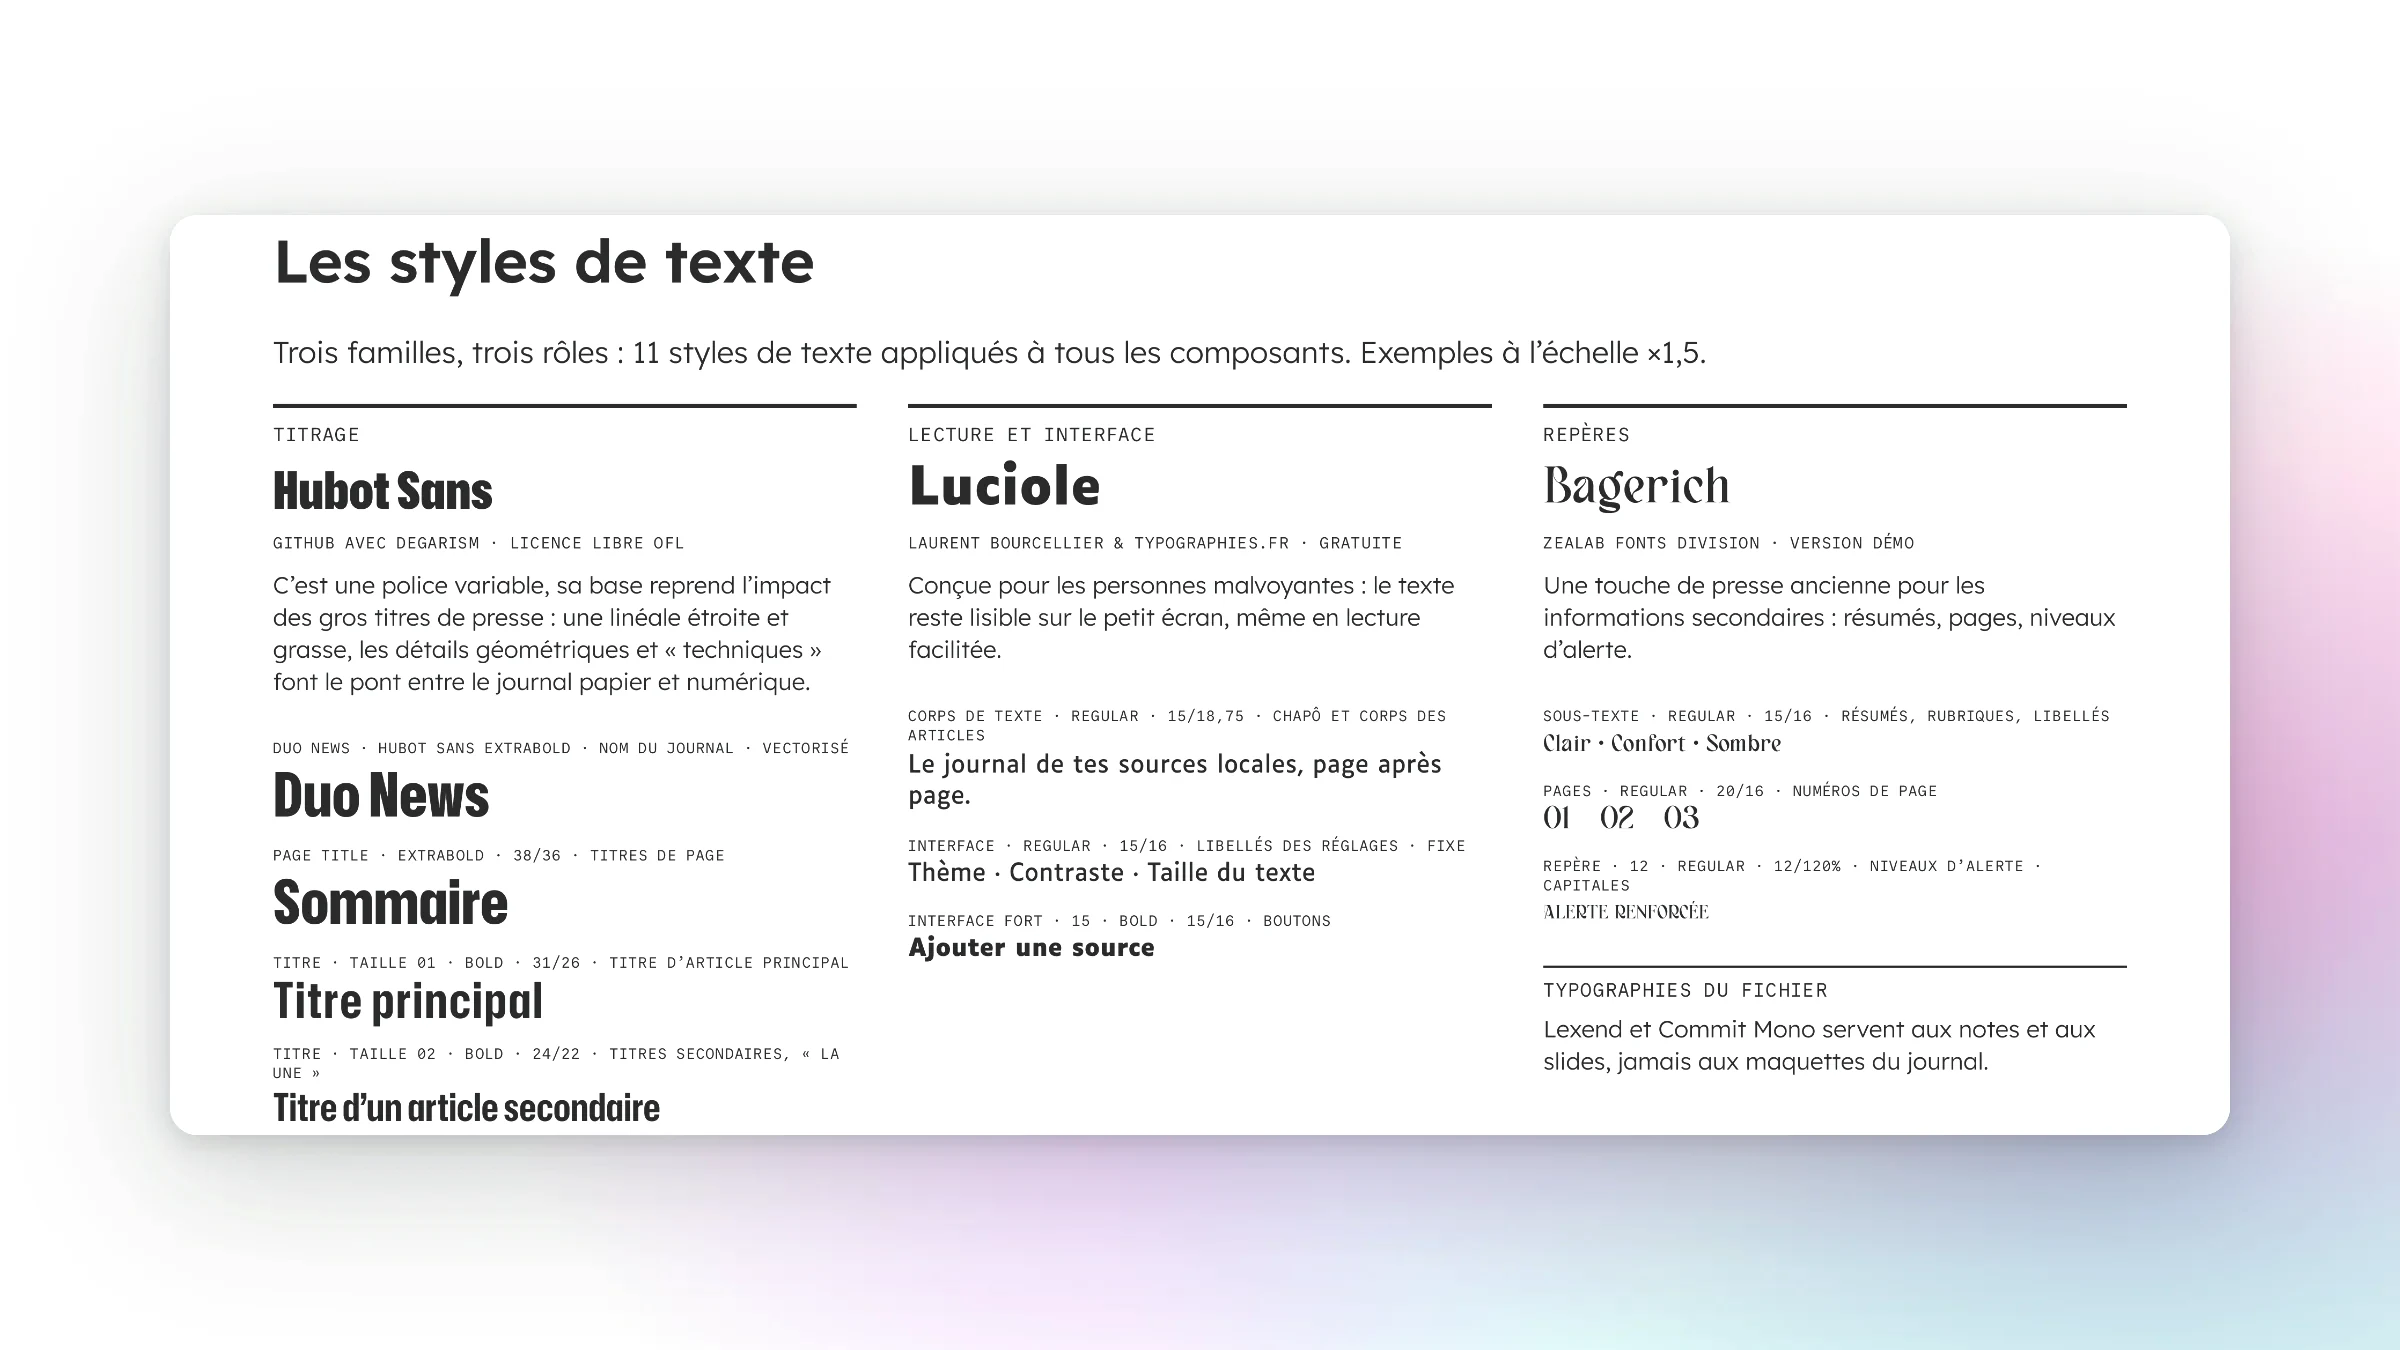 Les styles de texte
Trois familles, trois rôles : 11 styles de texte appliqués à tous les composants. Exemples à l’échelle ×1,5.
TITRAGE
Hubot Sans
GITHUB AVEC DEGARISM · LICENCE LIBRE OFL
C’est une police variable, sa base reprend l’impact
des gros titres de presse : une linéale étroite et
grasse, les détails géométriques et « techniques »
font le pont entre le journal papier et numérique.
DUO NEWS · HUBOT SANS EXTRABOLD · NOM DU JOURNAL · VECTORISÉ
Duo News
PAGE TITLE · EXTRABOLD · 38/36 · TITRES DE PAGE
Sommaire
TITRE · TAILLE 01 · BOLD · 31/26 · TITRE D’ARTICLE PRINCIPAL
Titre principal
TITRE · TAILLE 02 · BOLD · 24/22 · TITRES SECONDAIRES, « LA
UNE »
Titre d’un article secondaire
LECTURE ET INTERFACE
Luciole
LAURENT BOURCELLIER & TYPOGRAPHIES.FR · GRATUITE
Conçue pour les personnes malvoyantes : le texte
reste lisible sur le petit écran, même en lecture
facilitée.
CORPS DE TEXTE · REGULAR · 15/18,75 · CHAPÔ ET CORPS DES
ARTICLES
Le journal de tes sources locales, page après
page.
INTERFACE · REGULAR · 15/16 · LIBELLÉS DES RÉGLAGES · FIXE
Thème · Contraste · Taille du texte
INTERFACE FORT · 15 · BOLD · 15/16 · BOUTONS
Ajouter une source
REPÈRES
Bagerich
ZEALAB FONTS DIVISION · VERSION DÉMO
Une touche de presse ancienne pour les
informations secondaires : résumés, pages, niveaux
d’alerte.
SOUS-TEXTE · REGULAR · 15/16 · RÉSUMÉS, RUBRIQUES, LIBELLÉS
Clair • Confort • Sombre
PAGES · REGULAR · 20/16 · NUMÉROS DE PAGE
01 02 03
REPÈRE · 12 · REGULAR · 12/120% · NIVEAUX D’ALERTE ·
CAPITALES
ALERTE RENFORCÉE
TYPOGRAPHIES DU FICHIER
Lexend et Commit Mono servent aux notes et aux
slides, jamais aux maquettes du journal.